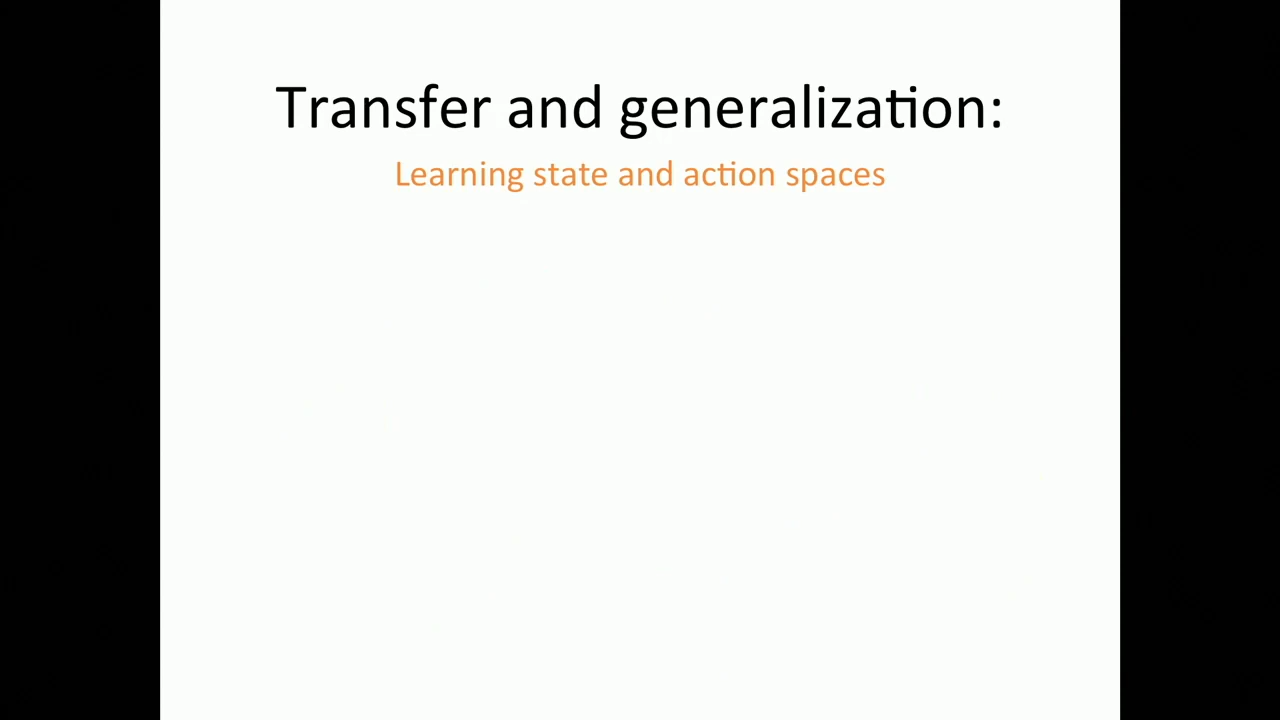 Transfer and generalization:
Learning state and action spaces